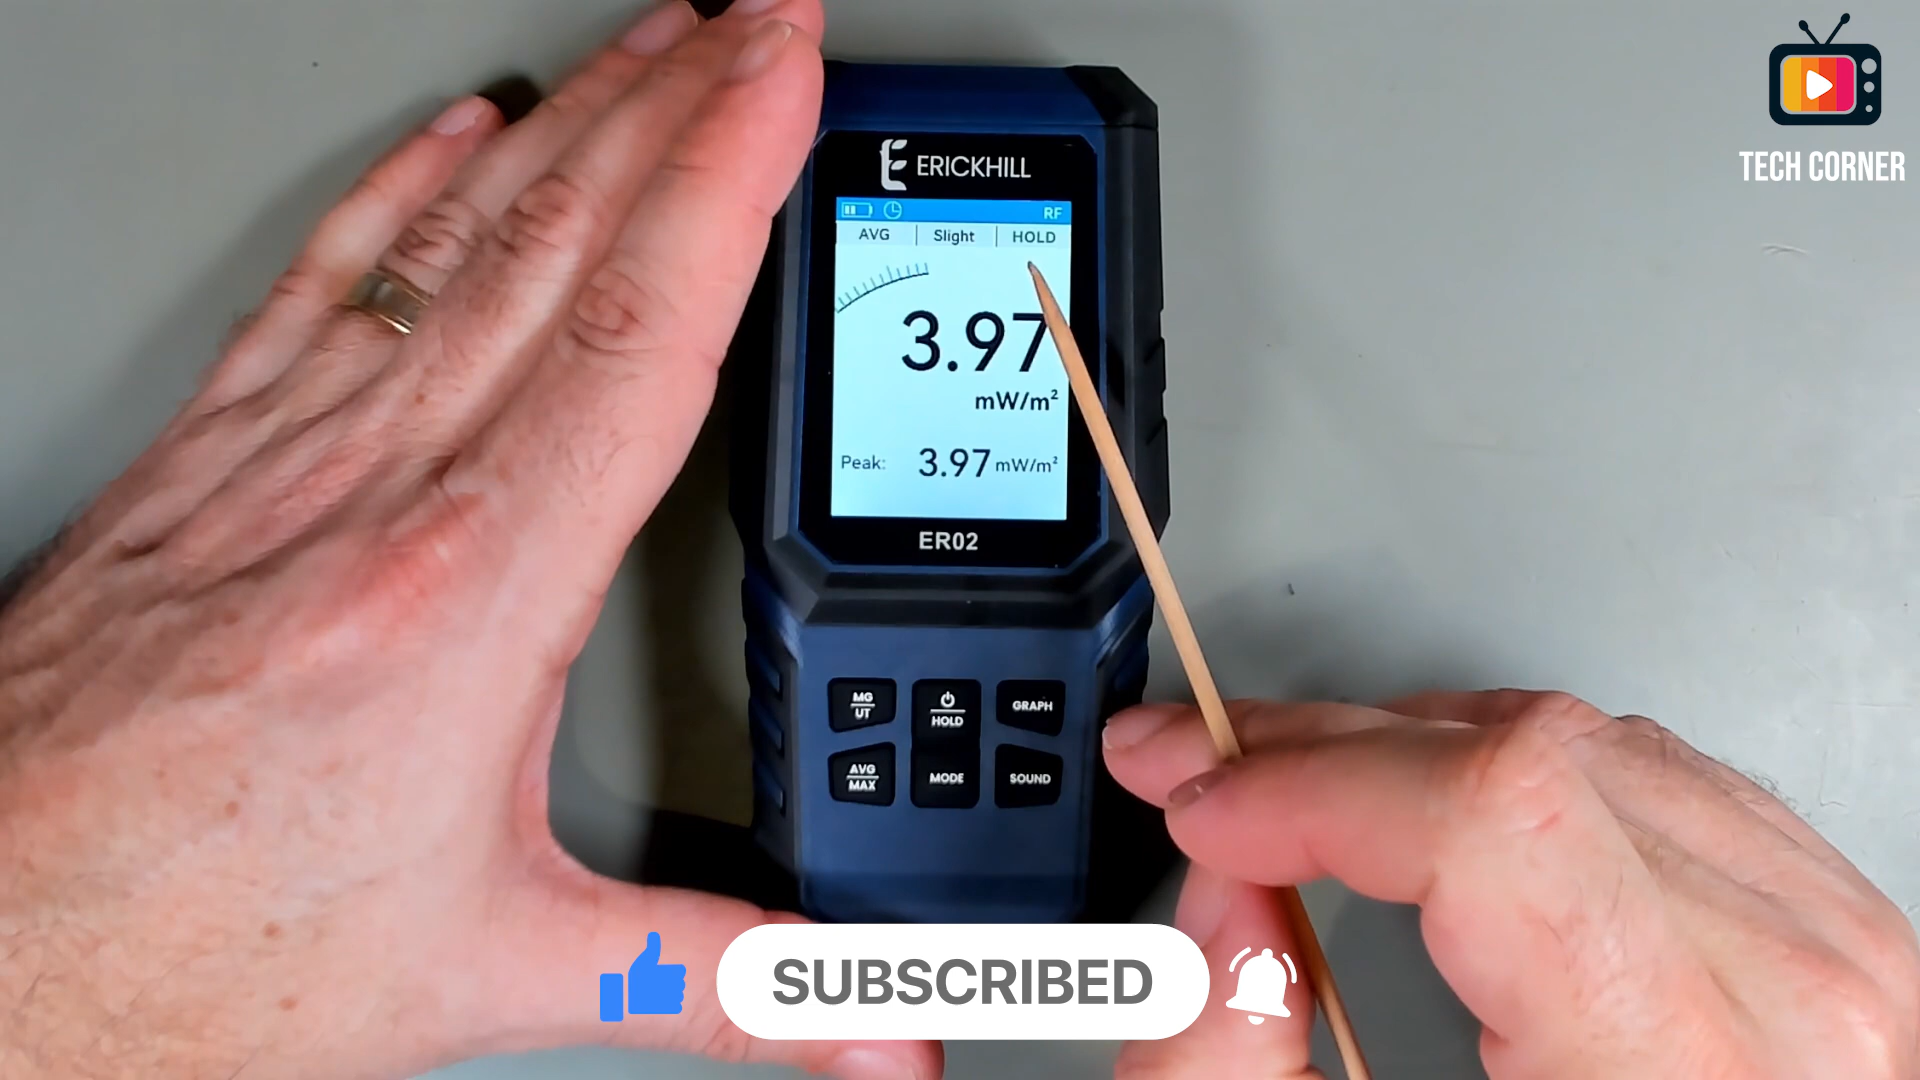 TECH CORNER
ERICKHILL
RF
AVG Slight HOLD
3.97
mW/m²
Peak: 3.97 mW/m²
ER02
MG
UT
HOLD
GRAPH
AVG
MAX
MODE
SOUND
SUBSCRIBED